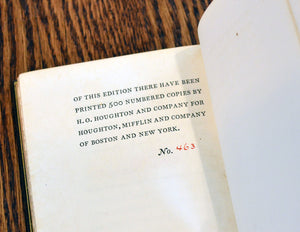 OF THIS EDITION THERE HAVE BEEN
PRINTED 500 NUMBERED COPIES BY
H. O. HOUGHTON AND COMPANY FOR
HOUGHTON, MIFFLIN AND COMPANY
OF BOSTON AND NEW YORK.
No. 463